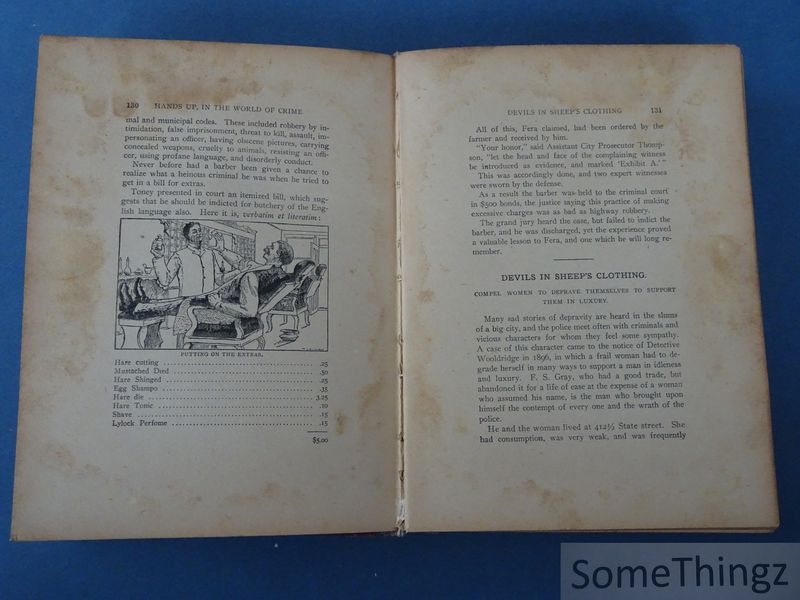 130 HANDS UP, IN THE WORLD OF CRIME
mal and municipal codes. These included robbery by in-
timidation, false imprisonment, threat to kill, assault, im-
personating an officer, having obscene pictures, carrying
concealed weapons, cruelty to animals, resisting an offi-
cer, using profane language, and disorderly conduct.
Never before had a barber been given a chance to
realize what a heinous criminal he was when he tried to
get in a bill for extras.
Toney presented in court an itemized bill, which sug-
gests that he should be indicted for butchery of the Eng-
lish language also. Here it is, verbatim et literatim:
PUTTING ON THE EXTRAS.
Hare cutting .25
Mustached Died .50
Hare Shinged .25
Egg Shampo .35
Hare die 3.25
Hare Tonic .10
Shave .15
Lylock Perfome .15
$5.00
DEVILS IN SHEEP'S CLOTHING 131
All of this, Fera claimed, had been ordered by the
farmer and received by him.
"Your honor," said Assistant City Prosecutor Thomp-
son, "let the head and face of the complaining witness
be introduced as evidence, and marked 'Exhibit A.'"
This was accordingly done, and two expert witnesses
were sworn by the defense.
As a result the barber was held to the criminal court
in $500 bonds, the justice saying this practice of making
excessive charges was as bad as highway robbery.
The grand jury heard the case, but failed to indict the
barber, and he was discharged, yet the experience proved
a valuable lesson to Fera, and one which he will long re-
member.
DEVILS IN SHEEP'S CLOTHING.
COMPEL WOMEN TO DEPRAVE THEMSELVES TO SUPPORT
THEM IN LUXURY.
Many sad stories of depravity are heard in the slums
of a big city, and the police meet often with criminals and
vicious characters for whom they feel some sympathy.
A case of this character came to the notice of Detective
Wooldridge in 1896, in which a frail woman had to de-
grade herself in many ways to support a man in idleness
and luxury. F. S. Gray, who had a good trade, but
abandoned it for a life of ease at the expense of a woman
who assumed his name, is the man who brought upon
himself the contempt of every one and the wrath of the
police.
He and the woman lived at 412½ State street. She
had consumption, was very weak, and was frequently
SomeThingz